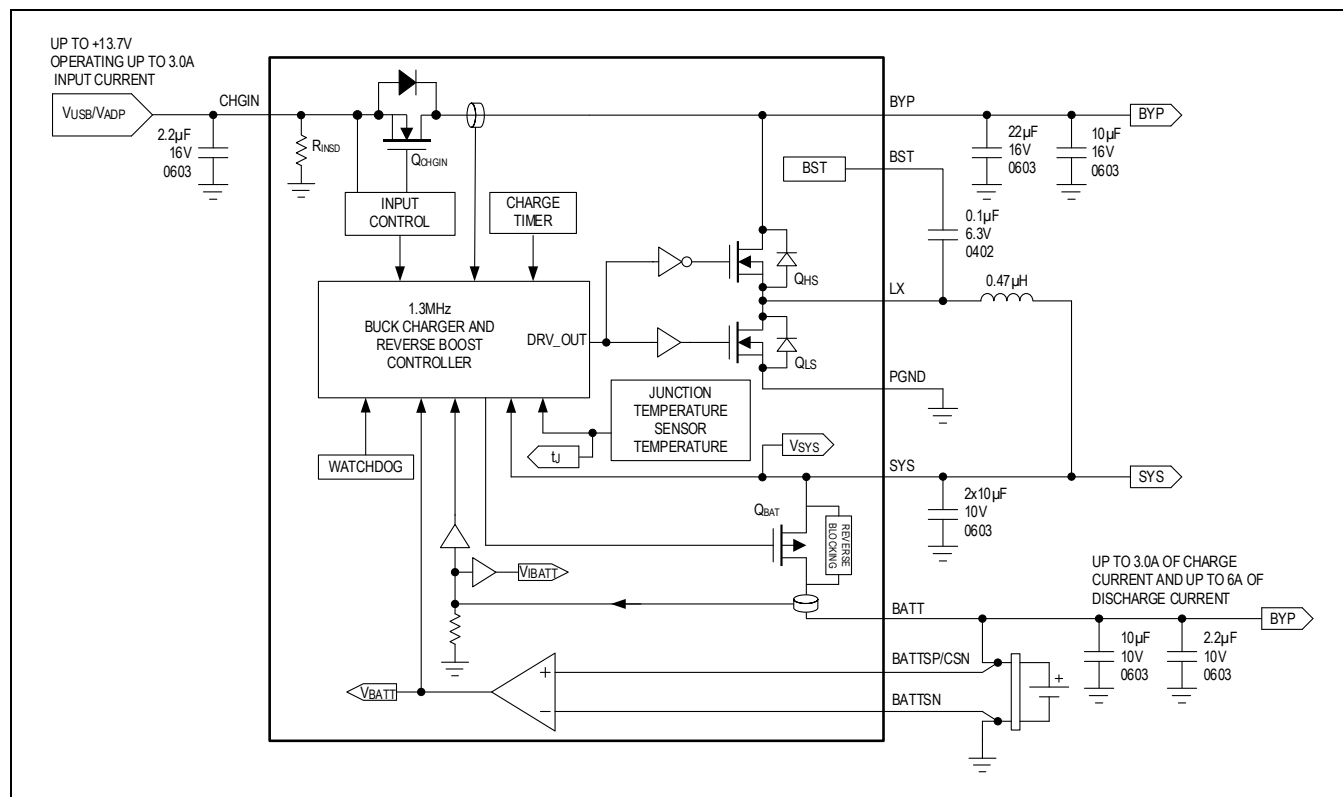 UP TO +13.7V
OPERATING UP TO 3.0A
INPUT CURRENT
VUSB/VADP
CHGIN
2.2µF
16V
0603
RINSD
QCHGIN
INPUT
CONTROL
CHARGE
TIMER
BYP
22µF
16V
0603
10µF
16V
0603
BYP
BST
BST
0.1µF
6.3V
0402
QHS
LX
0.47µH
1.3MHz
BUCK CHARGER AND
REVERSE BOOST
CONTROLLER
DRV_OUT
QLS
PGND
JUNCTION
TEMPERATURE
SENSOR
TEMPERATURE
tJ
WATCHDOG
VSYS
SYS
SYS
2x10µF
10V
0603
QBAT
REVERSE
BLOCKING
VIBATT
UP TO 3.0A OF CHARGE
CURRENT AND UP TO 6A OF
DISCHARGE CURRENT
BATT
BYP
10µF
10V
0603
2.2µF
10V
0603
BATTSP/CSN
+
+
VBATT
–
BATTSN